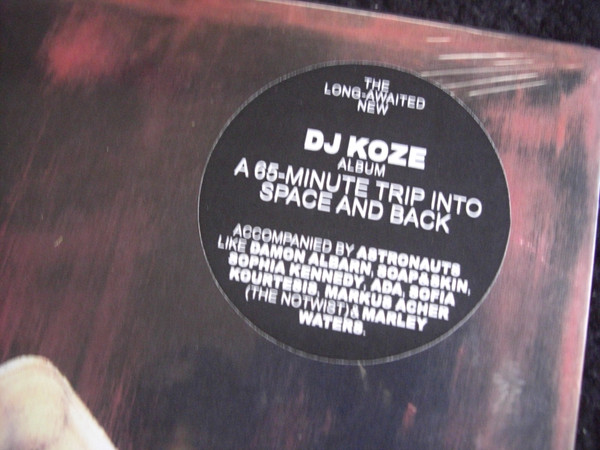 THE
LONG-AWAITED
NEW
DJ KOZE
ALBUM
A 65-MINUTE TRIP INTO
SPACE AND BACK
ACCOMPANIED BY ASTRONAUTS
LIKE DAMON ALBARN, SOAP&SKIN,
SOPHIA KENNEDY, ADA, SOFIA
KOURTESIS, MARKUS ACHER
(THE NOTWIST) & MARLEY
WATERS.